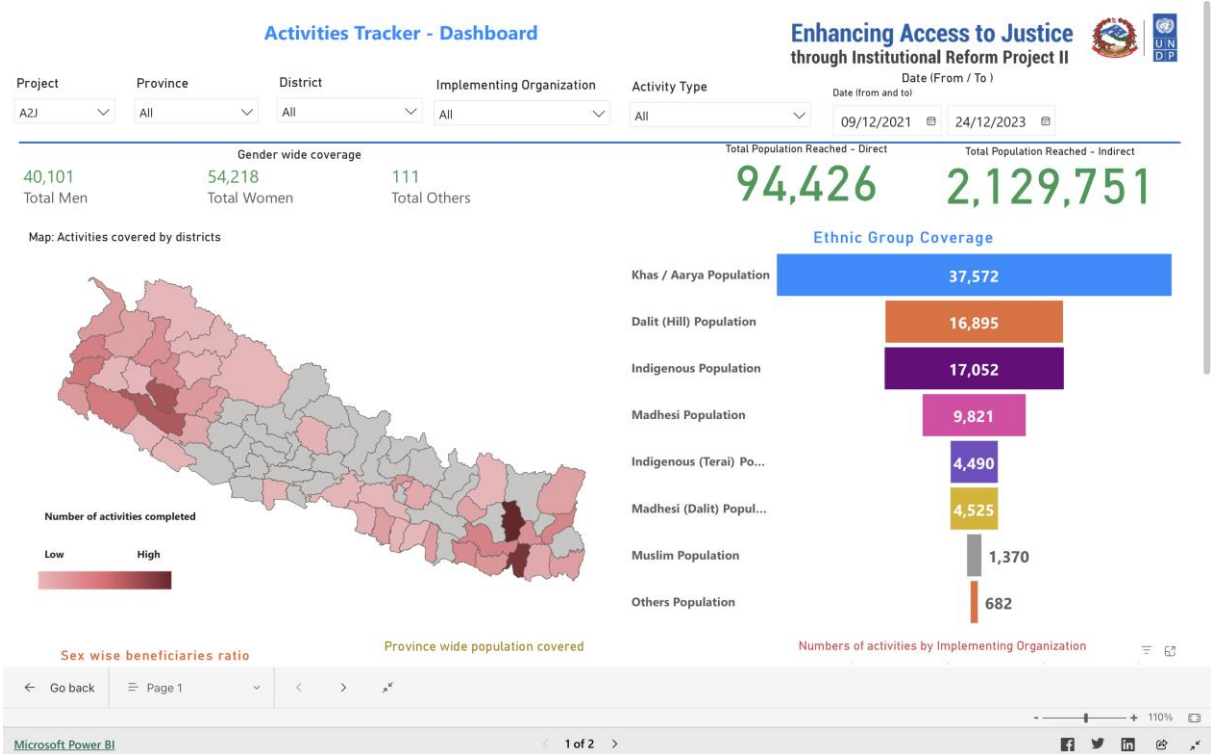 Activities Tracker - Dashboard
Enhancing Access to Justice
through Institutional Reform Project II
U N
D P
Project
Province
District
Implementing Organization
Activity Type
Date (From / To )
Date (from and to)
A2J
All
All
All
All
09/12/2021
24/12/2023
Gender wide coverage
Total Population Reached - Direct
Total Population Reached - Indirect
40,101
Total Men
54,218
Total Women
111
Total Others
94,426
2,129,751
Map: Activities covered by districts
Number of activities completed
Low
High
Ethnic Group Coverage
Khas / Aarya Population
37,572
Dalit (Hill) Population
16,895
Indigenous Population
17,052
Madhesi Population
9,821
Indigenous (Terai) Po...
4,490
Madhesi (Dalit) Popul...
4,525
Muslim Population
1,370
Others Population
682
Sex wise beneficiaries ratio
Province wide population covered
Numbers of activities by Implementing Organization
Go back
Page 1
- + 110%
Microsoft Power BI
1 of 2